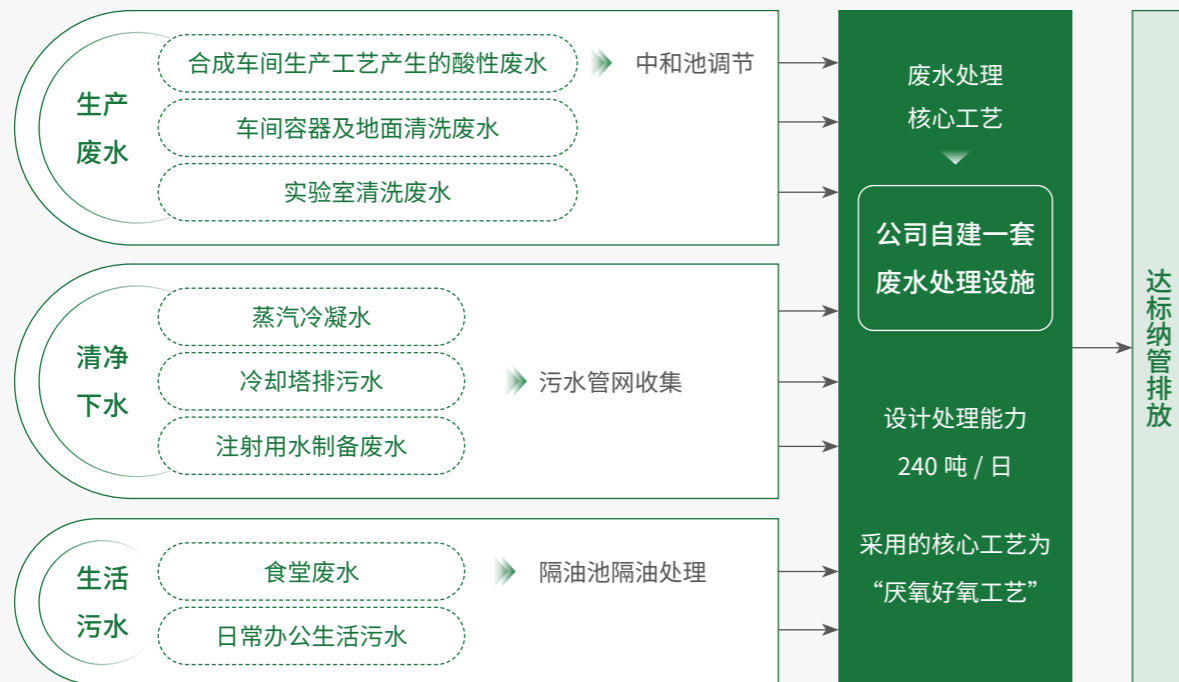 生产
废水
合成车间生产工艺产生的酸性废水
中和池调节
车间容器及地面清洗废水
实验室清洗废水
清净
下水
蒸汽冷凝水
冷却塔排污水
污水管网收集
注射用水制备废水
生活
污水
食堂废水
隔油池隔油处理
日常办公生活污水
废水处理
核心工艺
公司自建一套
废水处理设施
设计处理能力
240 吨 / 日
采用的核心工艺为
“厌氧好氧工艺”
达标纳管排放